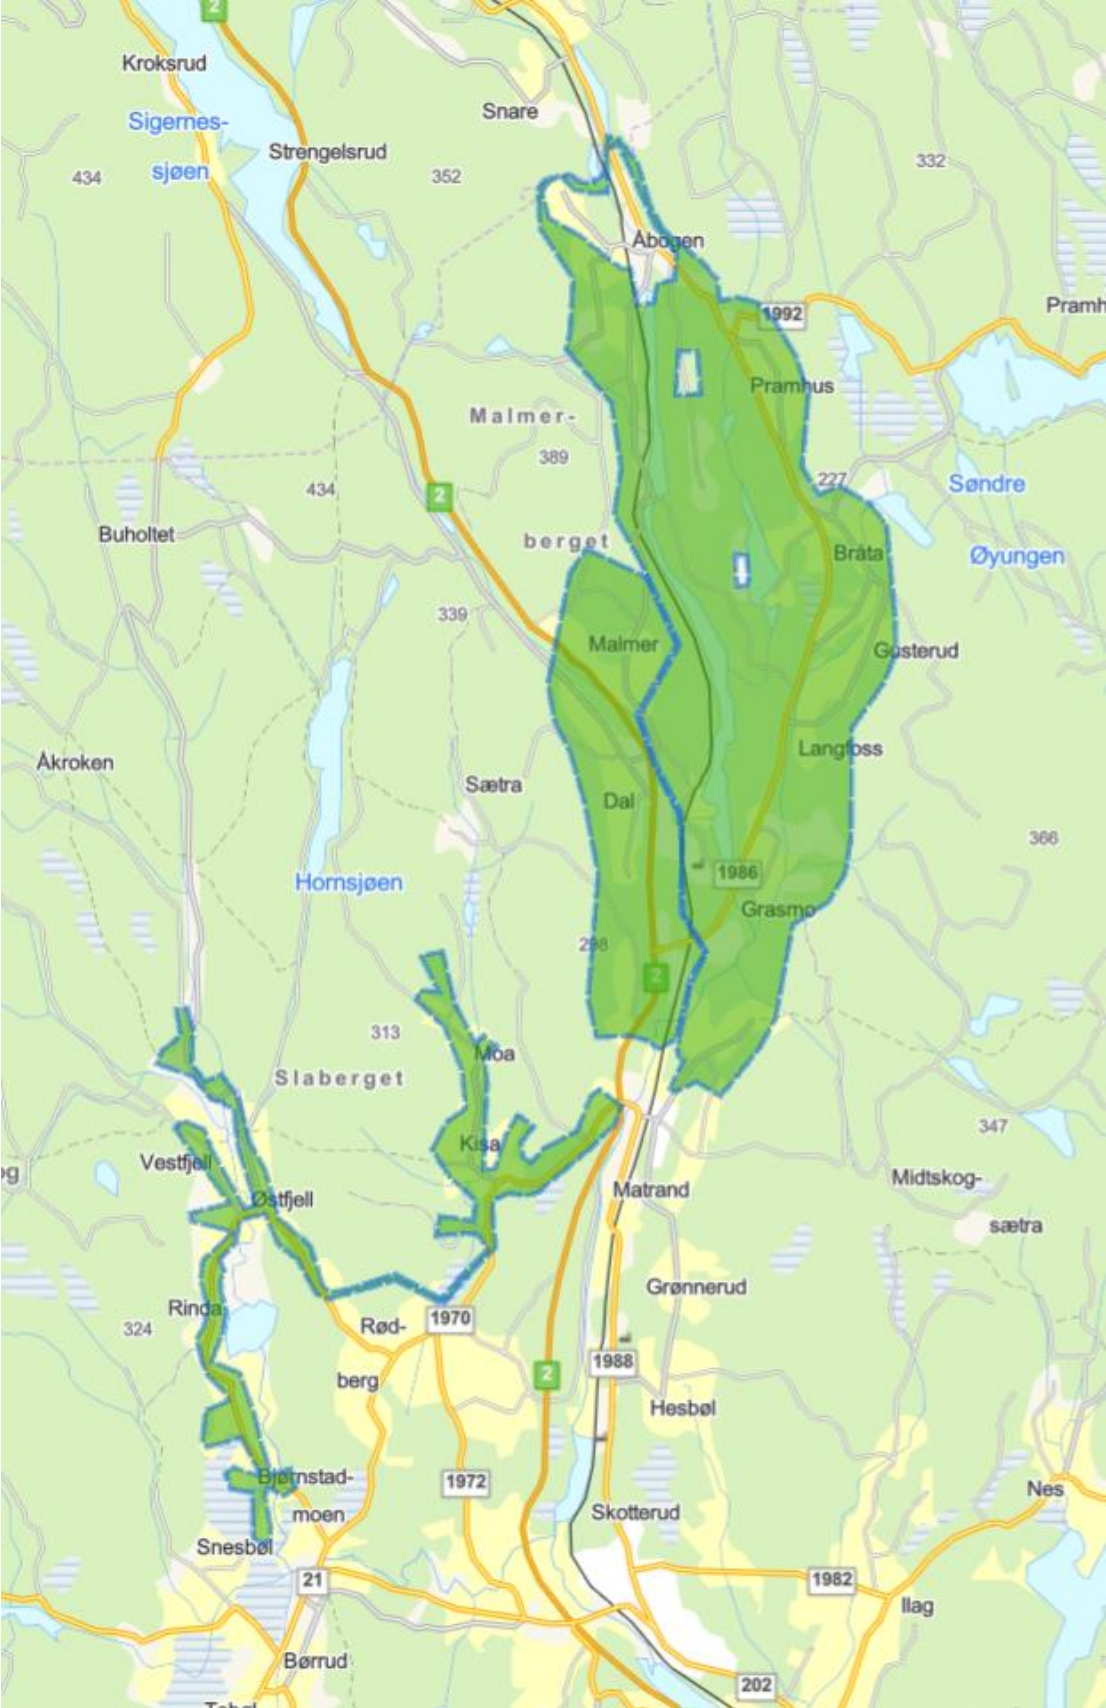 2
Kroksrud
Snare
Sigernes-
sjøen
Strengelsrud
434
352
332
Åbogen
1992
Pramh
Pramhus
Malmer-
389
berget
434
2
227
Søndre
Øyungen
Buholtet
Bråta
339
Malmer
Gusterud
Åkroken
Langfoss
Sætra
Dal
366
Hornsjøen
1986
Grasmo
298
2
313
Moa
Slaberget
347
Kisa
Vestfjell
og
Østfjell
Matrand
Midtskog-
sætra
Grønnerud
Rinda
324
Rød-
berg
1970
1988
2
Hesbøl
Bjørnstad-
moen
1972
Skotterud
Nes
Snesbøl
21
1982
Ilag
Børrud
202